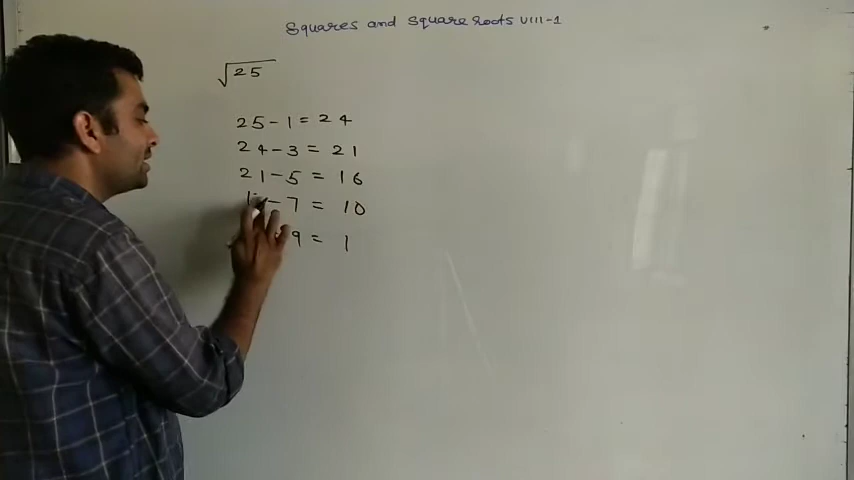 Squares and square roots VIII-1
√25
25 - 1 = 24
24 - 3 = 21
21 - 5 = 16
- 7 = 10
9 = 1